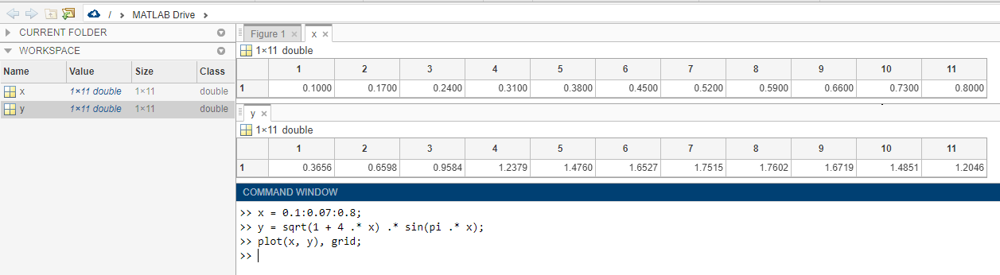 / > MATLAB Drive >
CURRENT FOLDER
WORKSPACE
Name Value Size Class
x 1×11 double 1×11 double
y 1×11 double 1×11 double
Figure 1 × x ×
1×11 double
1 2 3 4 5 6 7 8 9 10 11
1 0.1000 0.1700 0.2400 0.3100 0.3800 0.4500 0.5200 0.5900 0.6600 0.7300 0.8000
y ×
1×11 double
1 2 3 4 5 6 7 8 9 10 11
1 0.3656 0.6598 0.9584 1.2379 1.4760 1.6527 1.7515 1.7602 1.6719 1.4851 1.2046
COMMAND WINDOW
>> x = 0.1:0.07:0.8;
>> y = sqrt(1 + 4 .* x) .* sin(pi .* x);
>> plot(x, y), grid;
>>